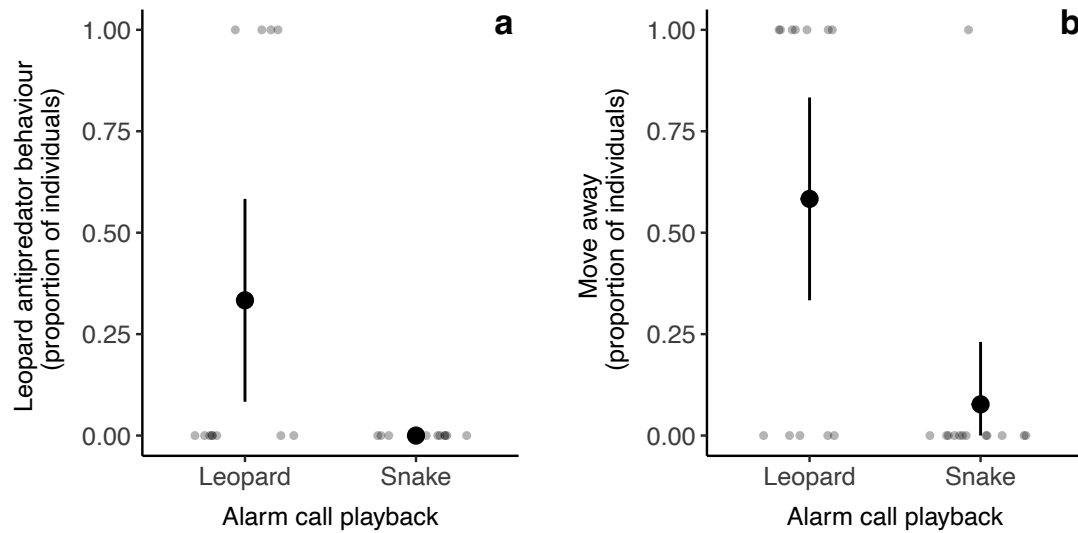 a
Leopard antipredator behaviour
(proportion of individuals)
1.00
0.75
0.50
0.25
0.00
Leopard Snake
Alarm call playback
b
Move away
(proportion of individuals)
1.00
0.75
0.50
0.25
0.00
Leopard Snake
Alarm call playback